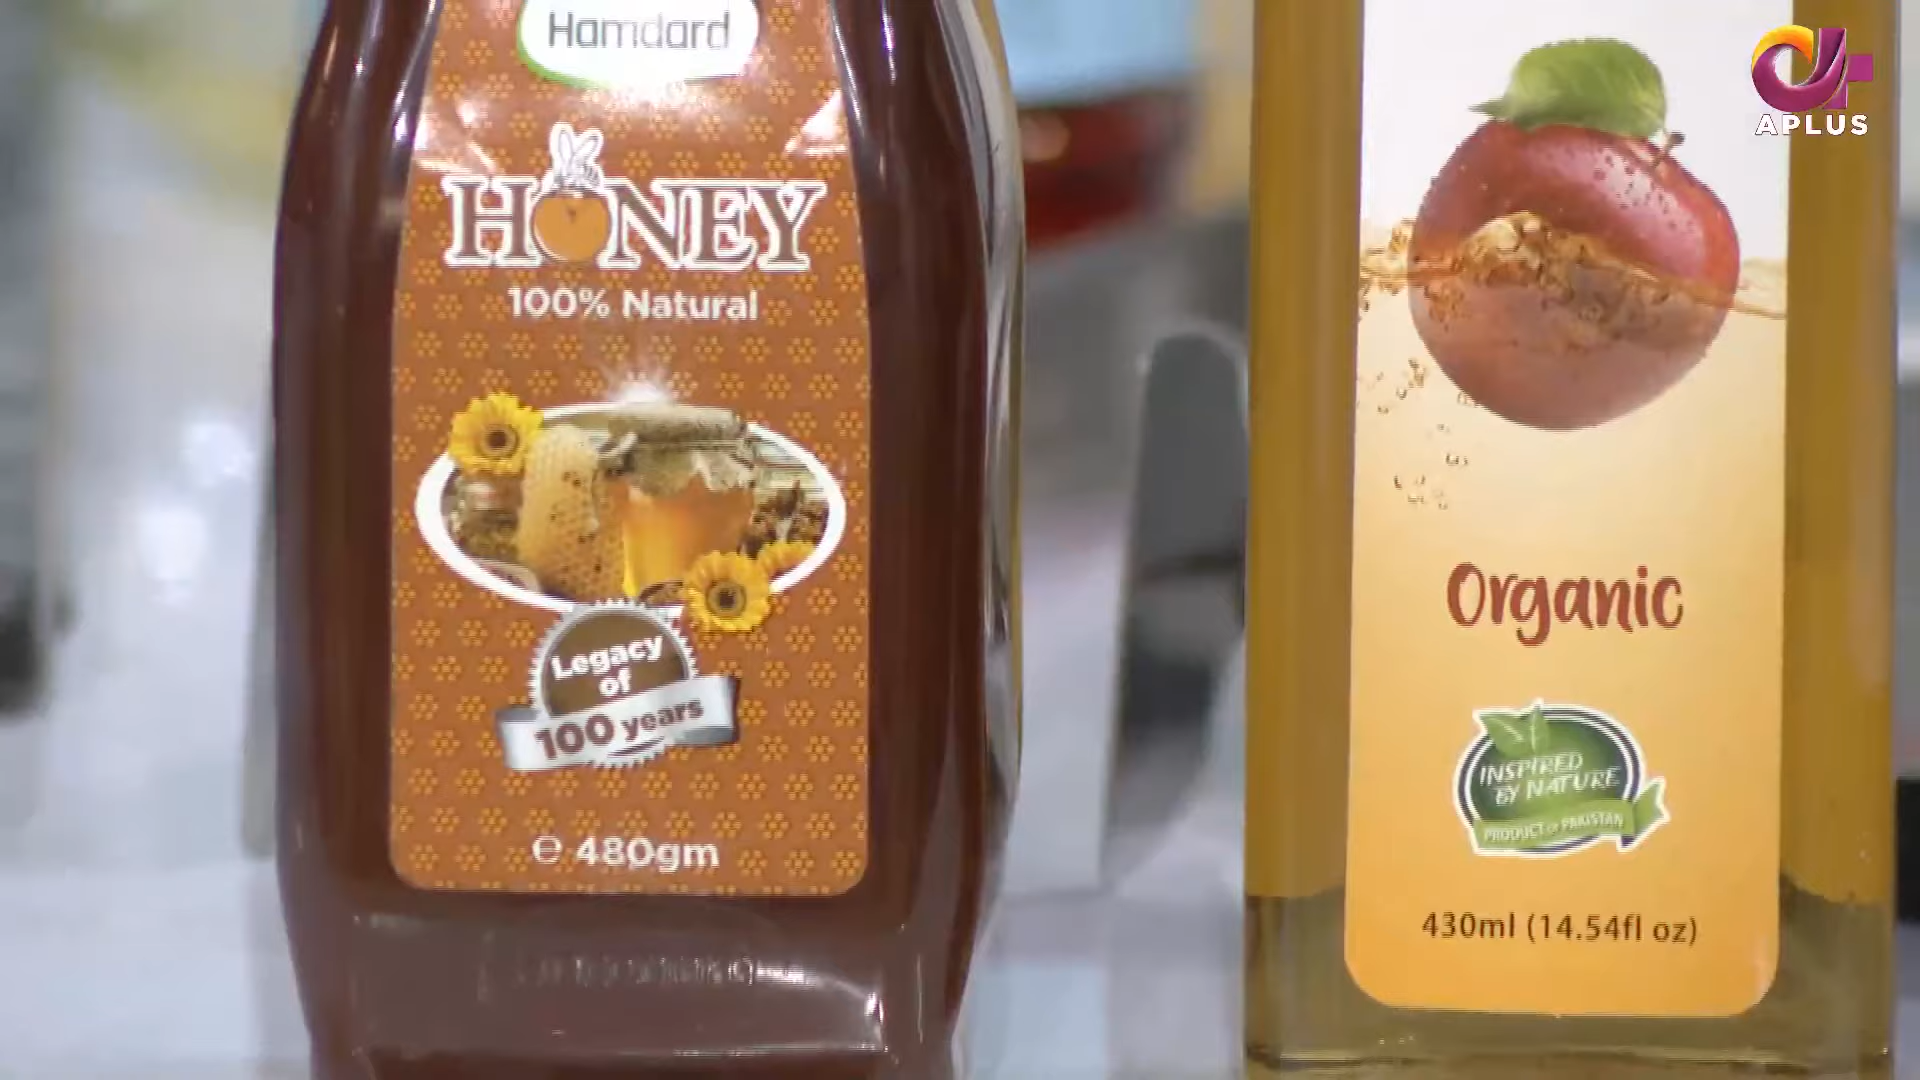 Hamdard
HONEY
100% Natural
Legacy
of
100 years
℮ 480gm
Organic
INSPIRED
BY NATURE
PRODUCT OF PAKISTAN
430ml (14.54fl oz)
APLUS